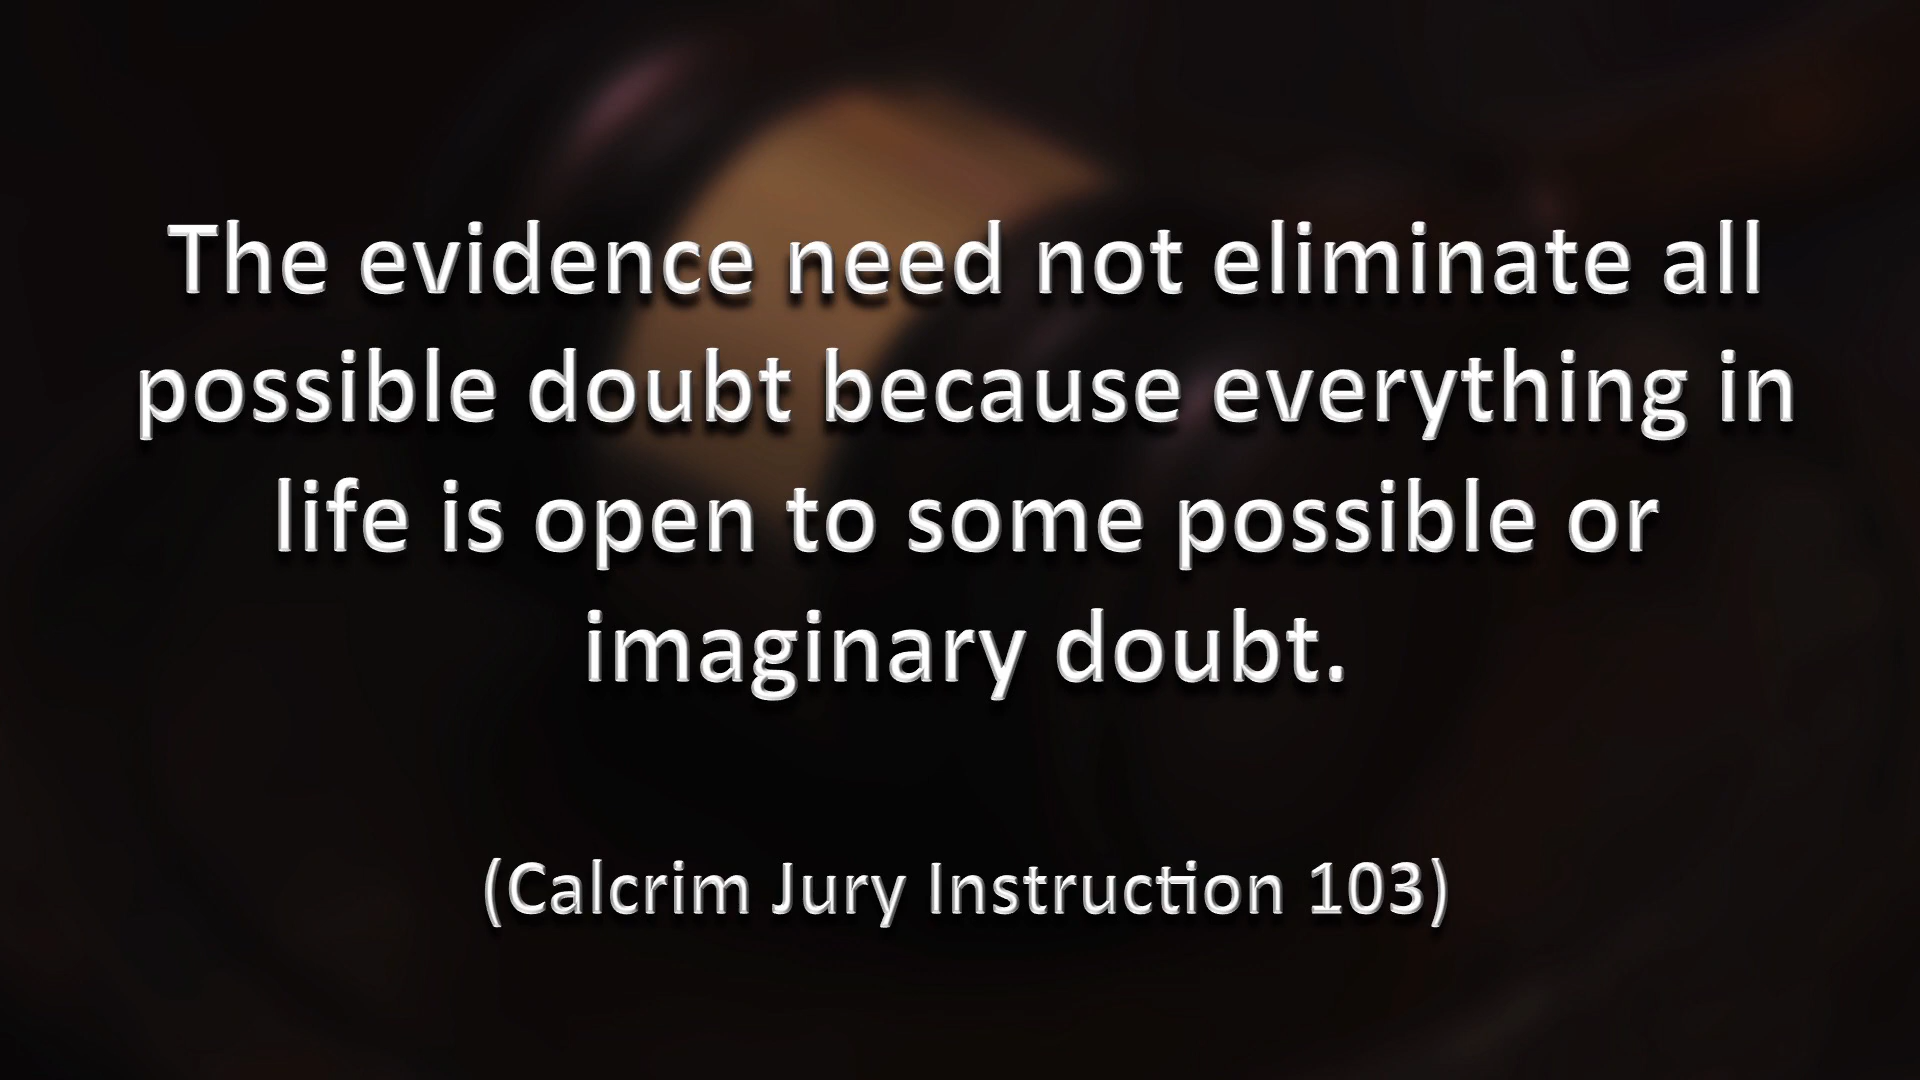 The evidence need not eliminate all
possible doubt because everything in
life is open to some possible or
imaginary doubt.
(Calcrim Jury Instruction 103)